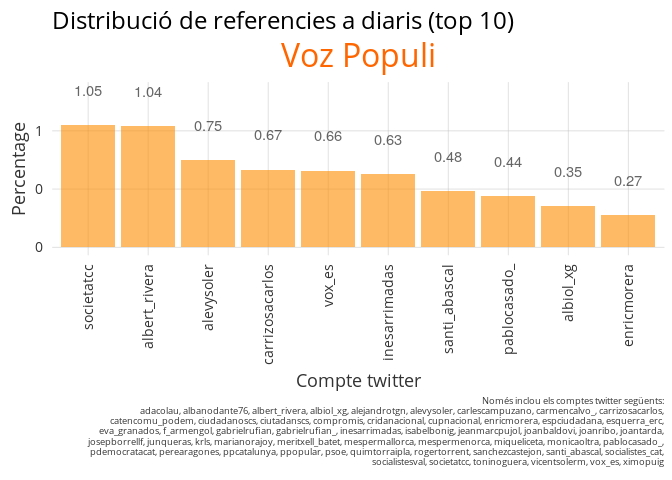 Distribució de referencies a diaris (top 10)
Voz Populi
1.05
1.04
0.75
0.67
0.66
0.63
0.48
0.44
0.35
0.27
Percentage
1
0
0
societatcc
albert_rivera
alevysoler
carrizosacarlos
vox_es
inesarrimadas
santi_abascal
pablocasado_
albiol_xg
enricmorera
Compte twitter
Només inclou els comptes twitter següents:
adacolau, albanodante76, albert_rivera, albiol_xg, alejandrotgn, alevysoler, carlescampuzano, carmencalvo_, carrizosacarlos,
catencomu_podem, ciudadanoscs, ciutadanscs, compromis, cridanacional, cupnacional, enricmorera, espciudadana, esquerra_erc,
eva_granados, f_armengol, gabrielrufian, gabrielrufian_, inesarrimadas, isabelbonig, jeanmarcpujol, joanbaldovi, joanribo, joantarda,
josepborrellf, junqueras, krls, marianorajoy, meritxell_batet, mespermallorca, mespermenorca, miqueliceta, monicaoltra, pablocasado_,
pdemocratacat, perearagones, ppcatalunya, ppopular, psoe, quimtorraipla, rogertorrent, sanchezcastejon, santi_abascal, socialistes_cat,
socialistesval, societatcc, toninoguera, vicentsolerm, vox_es, ximopuig